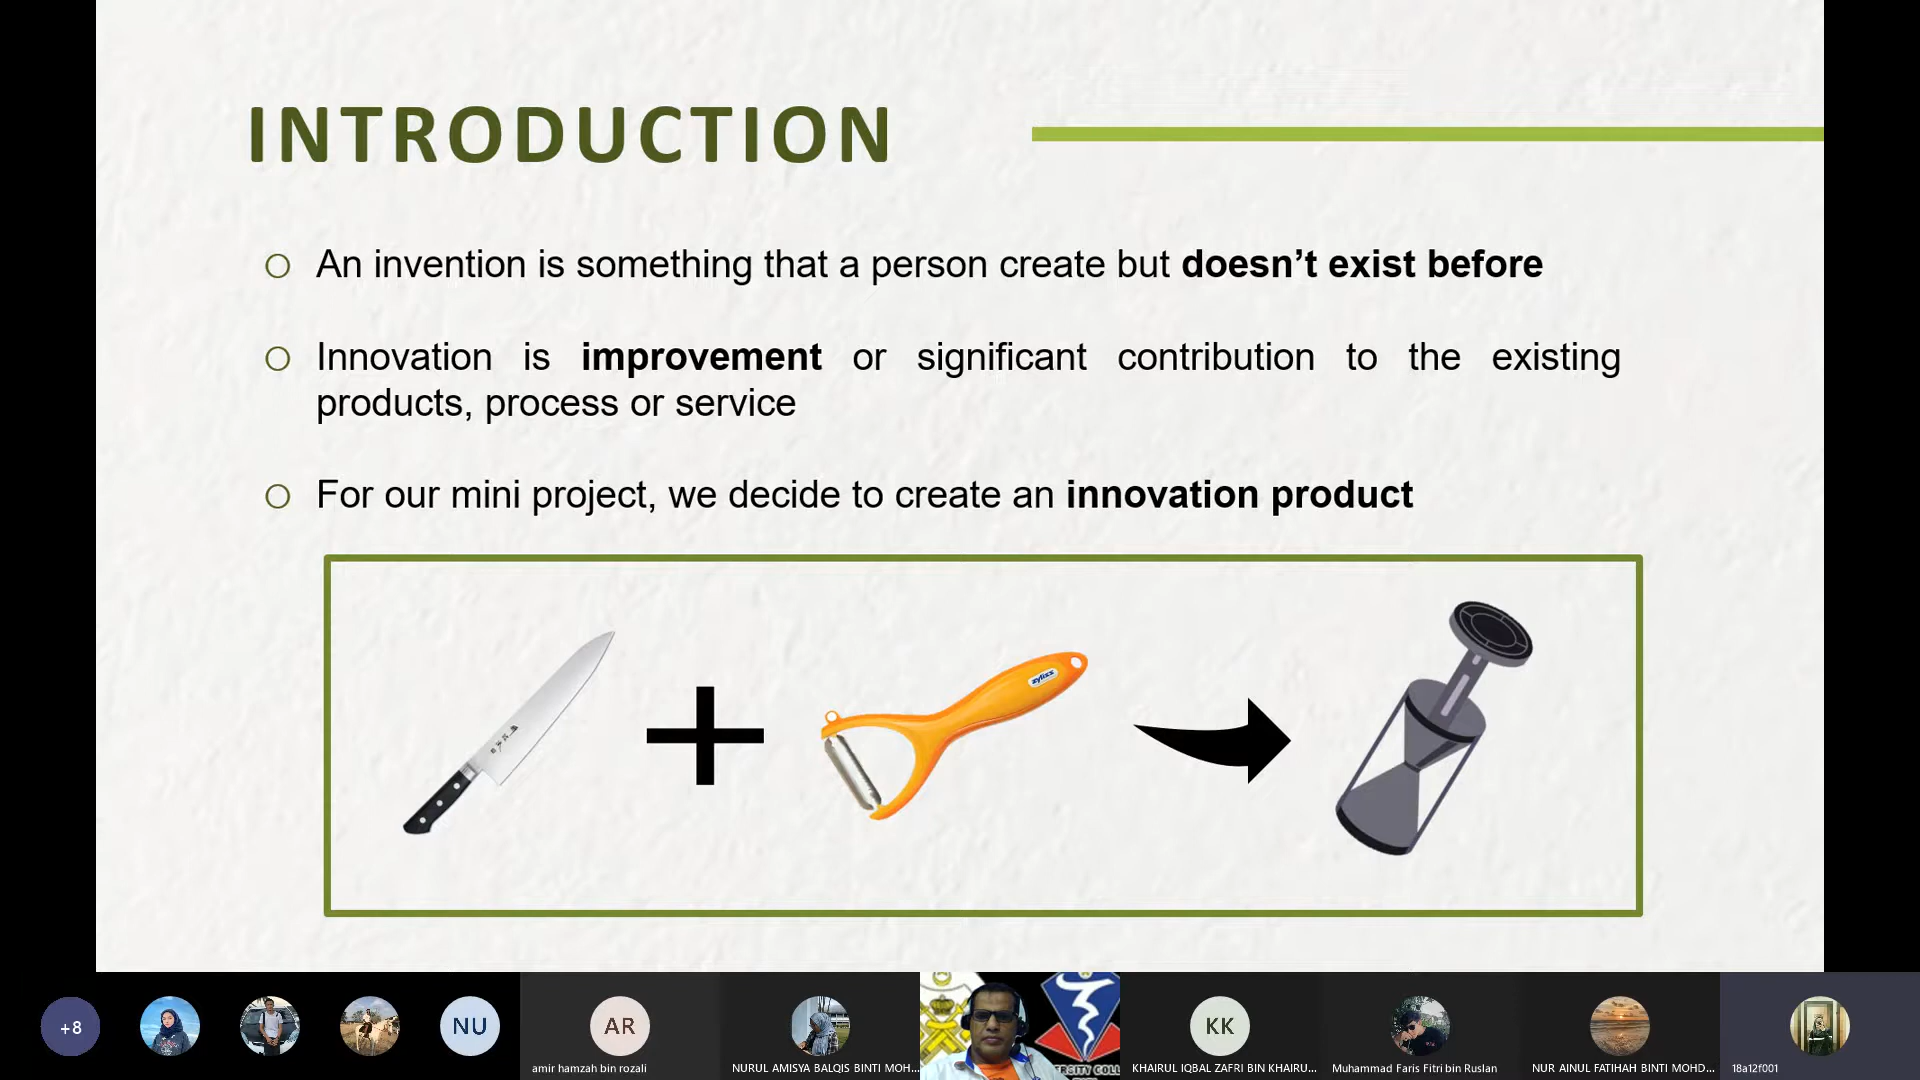 INTRODUCTION
An invention is something that a person create but doesn’t exist before
Innovation is improvement or significant contribution to the existing
products, process or service
For our mini project, we decide to create an innovation product
zyliss
+8
NU
AR
KK
amir hamzah bin rozali
NURUL AMISYA BALQIS BINTI MOH...
ERSITY COLL
KHAIRUL IQBAL ZAFRI BIN KHAIRU...
Muhammad Faris Fitri bin Ruslan
NUR AINUL FATIHAH BINTI MOHD...
18a12f001